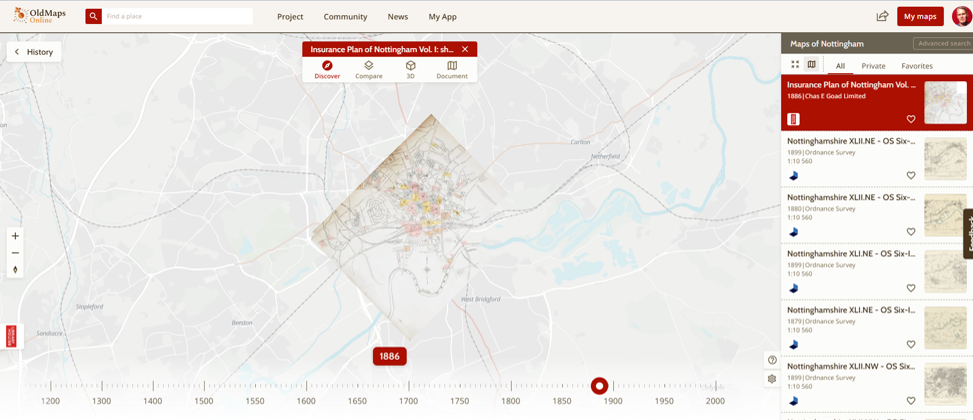 OldMaps
Online
Find a place
Project
Community
News
My App
My maps
History
Insurance Plan of Nottingham Vol. I: sh...
Discover
Compare
3D
Document
Carlton
Netherfield
West Bridgford
Stapleford
Beeston
Sandiacre
1886
1200
1300
1400
1500
1550
1600
1650
1700
1750
1800
1850
1900
1950
2000
Maps of Nottingham
Advanced search
All
Private
Favorites
Insurance Plan of Nottingham Vol. ...
1886|Chas E Goad Limited
Nottinghamshire XLII.NE - OS Six-...
1899|Ordnance Survey
1:10 560
Nottinghamshire XLII.NE - OS Six-...
1880|Ordnance Survey
1:10 560
Nottinghamshire XLI.NE - OS Six-I...
1899|Ordnance Survey
1:10 560
Nottinghamshire XLI.NE - OS Six-I...
1879|Ordnance Survey
1:10 560
Nottinghamshire XLII.NW - OS Six-...
1899|Ordnance Survey
1:10 560